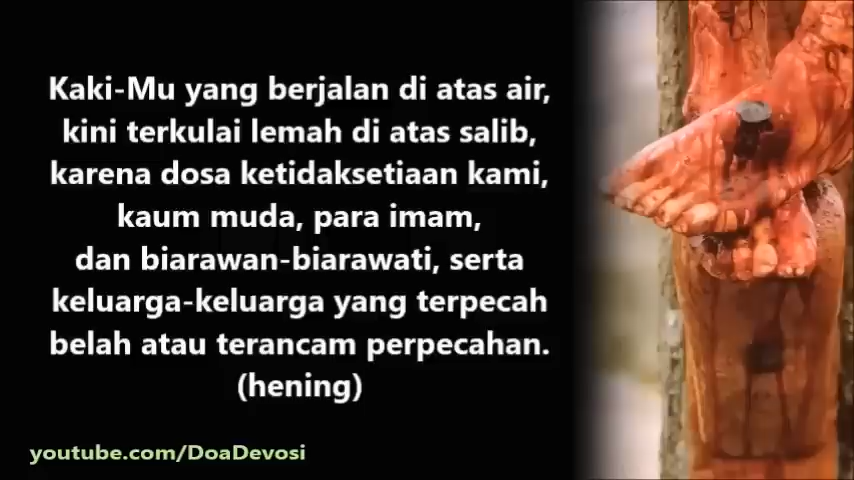 Kaki-Mu yang berjalan di atas air,
kini terkulai lemah di atas salib,
karena dosa ketidaksetiaan kami,
kaum muda, para imam,
dan biarawan-biarawati, serta
keluarga-keluarga yang terpecah
belah atau terancam perpecahan.
(hening)
youtube.com/DoaDevosi